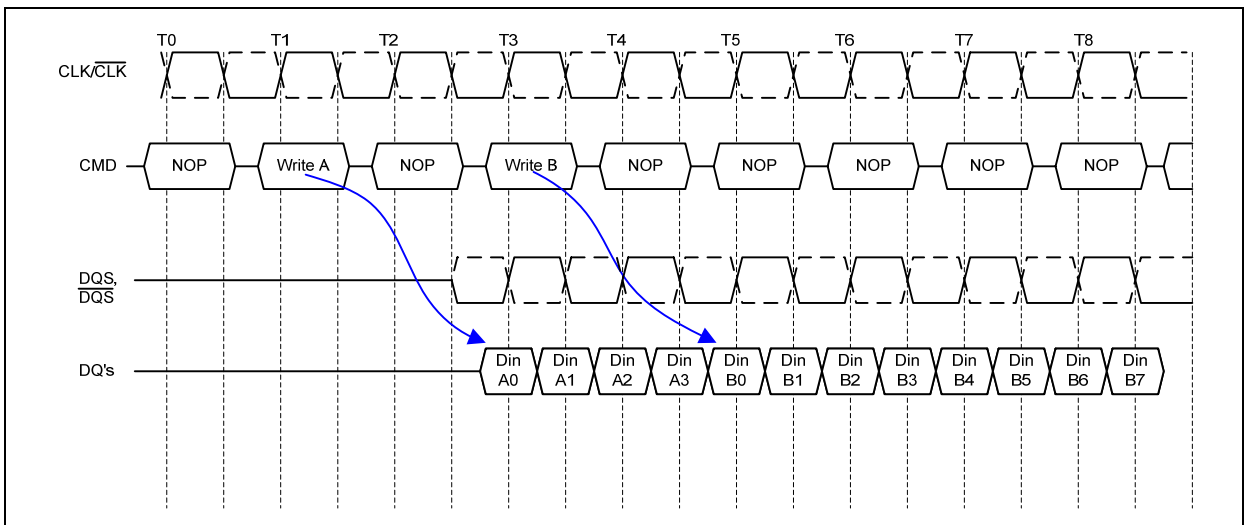 T0 T1 T2 T3 T4 T5 T6 T7 T8
CLK/C̅L̅K̅
CMD NOP Write A NOP Write B NOP NOP NOP NOP NOP
DQS,
D̅Q̅S̅
DQ's Din Din Din Din Din Din Din Din Din Din Din Din
A0 A1 A2 A3 B0 B1 B2 B3 B4 B5 B6 B7